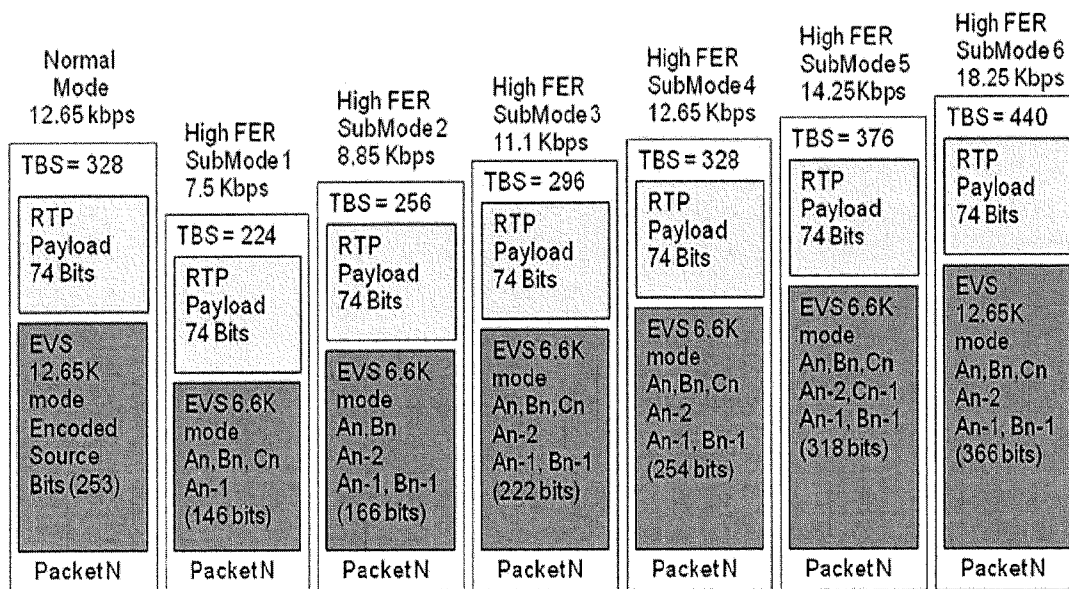 Normal
Mode
12.65 kbps
TBS = 328
RTP
Payload
74 Bits
EVS
12.65K
mode
Encoded
Source
Bits (253)
Packet N
High FER
SubMode 1
7.5 Kbps
TBS = 224
RTP
Payload
74 Bits
EVS 6.6K
mode
An, Bn, Cn
An-1
(146 bits)
Packet N
High FER
SubMode 2
8.85 Kbps
TBS = 256
RTP
Payload
74 Bits
EVS 6.6K
mode
An,Bn
An-2
An-1, Bn-1
(166 bits)
Packet N
High FER
SubMode 3
11.1 Kbps
TBS = 296
RTP
Payload
74 Bits
EVS 6.6K
mode
An,Bn,Cn
An-2
An-1, Bn-1
(222 bits)
Packet N
High FER
SubMode 4
12.65 Kbps
TBS = 328
RTP
Payload
74 Bits
EVS 6.6K
mode
An,Bn,Cn
An-2
An-1, Bn-1
(254 bits)
Packet N
High FER
SubMode 5
14.25Kbps
TBS = 376
RTP
Payload
74 Bits
EVS 6.6K
mode
An,Bn,Cn
An-2,Cn-1
An-1, Bn-1
(318 bits)
Packet N
High FER
SubMode 6
18.25 Kbps
TBS = 440
RTP
Payload
74 Bits
EVS
12.65K
mode
An,Bn,Cn
An-2
An-1, Bn-1
(366 bits)
Packet N